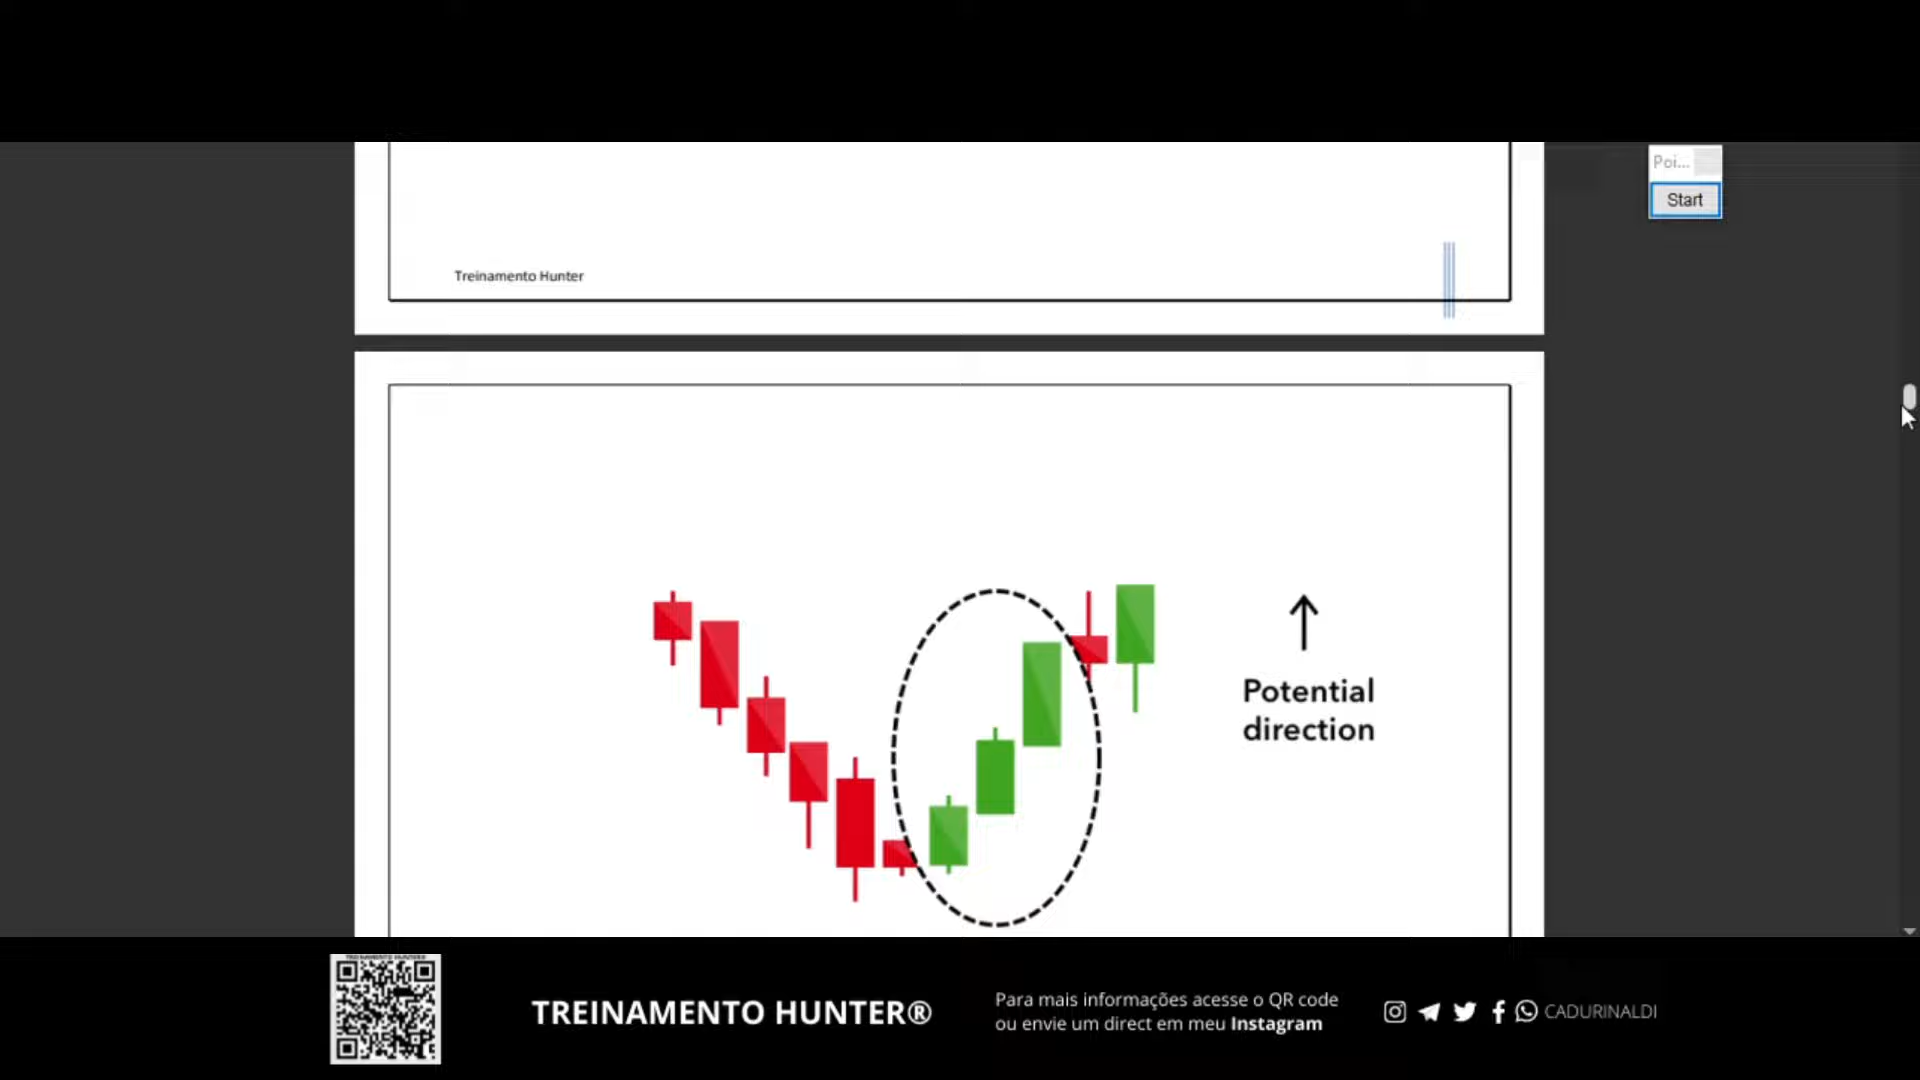 Poi...
Start
Treinamento Hunter
Potential
direction
TREINAMENTO HUNTER®
Para mais informações acesse o QR code
ou envie um direct em meu Instagram
CADURINALDI